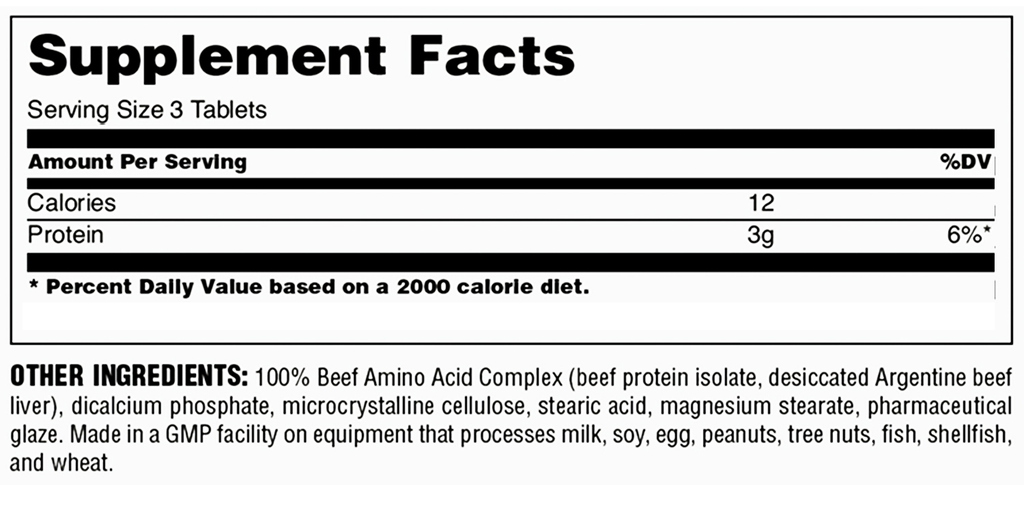 Supplement Facts
Serving Size 3 Tablets
Amount Per Serving %DV
Calories 12
Protein 3g 6%*
* Percent Daily Value based on a 2000 calorie diet.
OTHER INGREDIENTS: 100% Beef Amino Acid Complex (beef protein isolate, desiccated Argentine beef
liver), dicalcium phosphate, microcrystalline cellulose, stearic acid, magnesium stearate, pharmaceutical
glaze. Made in a GMP facility on equipment that processes milk, soy, egg, peanuts, tree nuts, fish, shellfish,
and wheat.